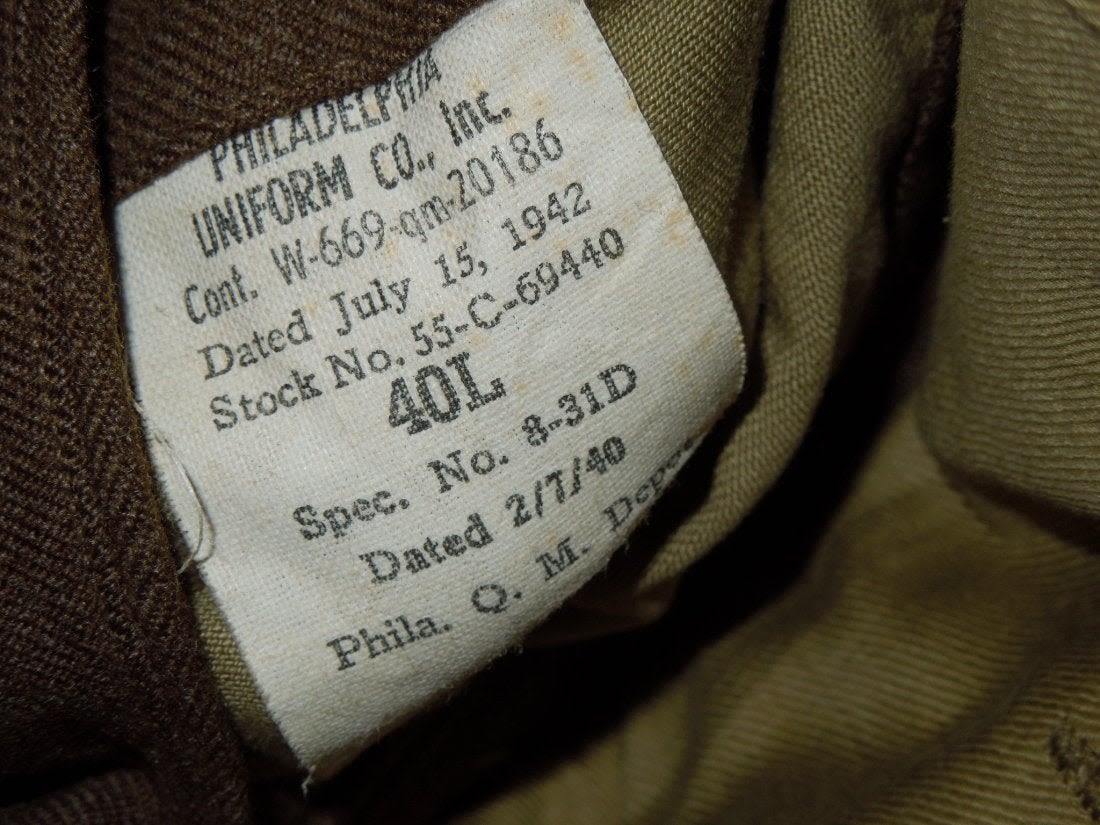 PHILADELPHIA
UNIFORM CO., Inc.
Cont. W-669-qm-20186
Dated July 15, 1942
Stock No. 55-C-69440
40L
Spec. No. 8-31D
Dated 2/7/40
Phila. Q. M. Depo